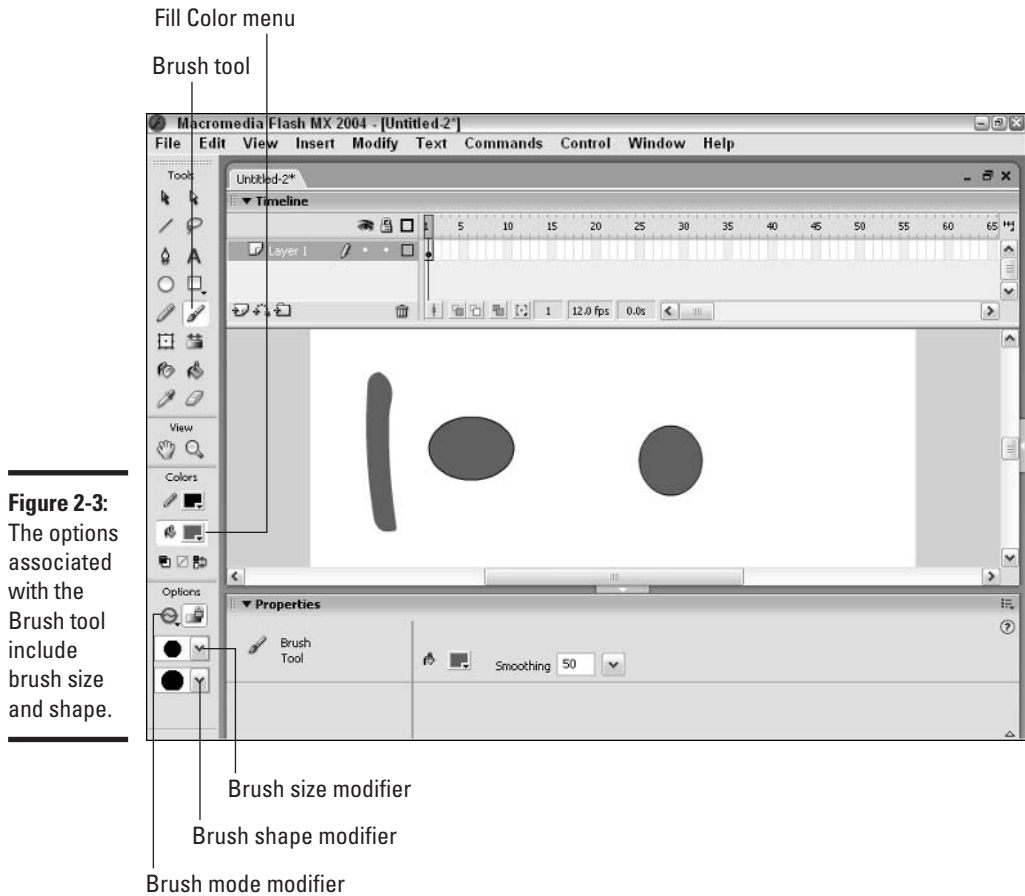 Fill Color menu
Brush tool
Macromedia Flash MX 2004 - [Untitled-2*]
File Edit View Insert Modify Text Commands Control Window Help
Tools
Untitled-2*
Timeline
1 5 10 15 20 25 30 35 40 45 50 55 60 65
Layer 1
A
1 12.0 fps 0.0s
View
Colors
Options
Properties
Brush
Tool
Smoothing 50
Figure 2-3:
The options
associated
with the
Brush tool
include
brush size
and shape.
Brush size modifier
Brush shape modifier
Brush mode modifier